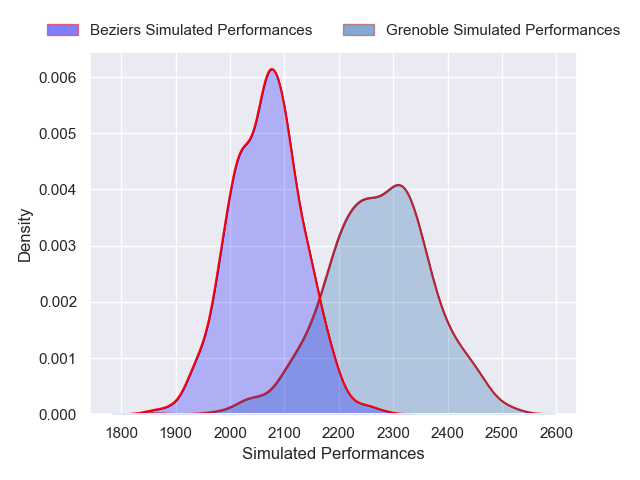 Beziers Simulated Performances
Grenoble Simulated Performances
0.006
0.005
0.004
0.003
0.002
0.001
0.000
Density
1800 1900 2000 2100 2200 2300 2400 2500 2600
Simulated Performances